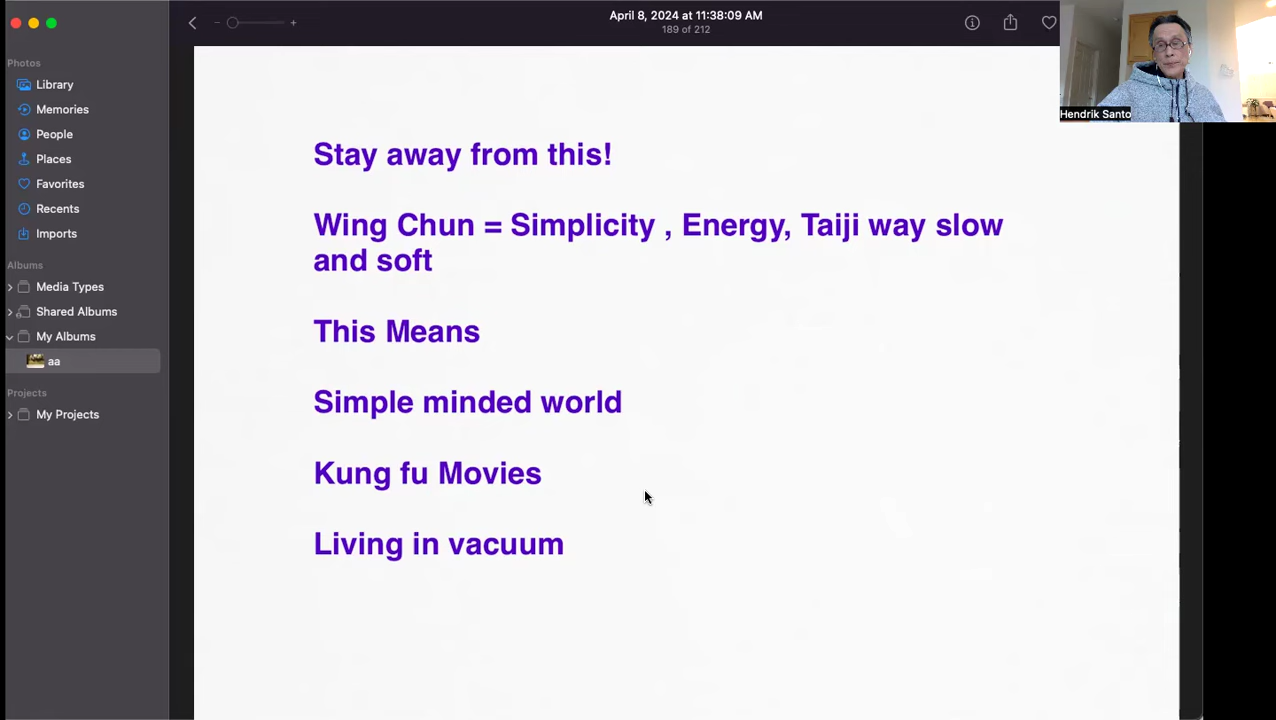 April 8, 2024 at 11:38:09 AM
189 of 212
Hendrik Santo
Photos
Library
Memories
People
Places
Favorites
Recents
Imports
Albums
Media Types
Shared Albums
My Albums
aa
Projects
My Projects
Stay away from this!
Wing Chun = Simplicity , Energy, Taiji way slow
and soft
This Means
Simple minded world
Kung fu Movies
Living in vacuum